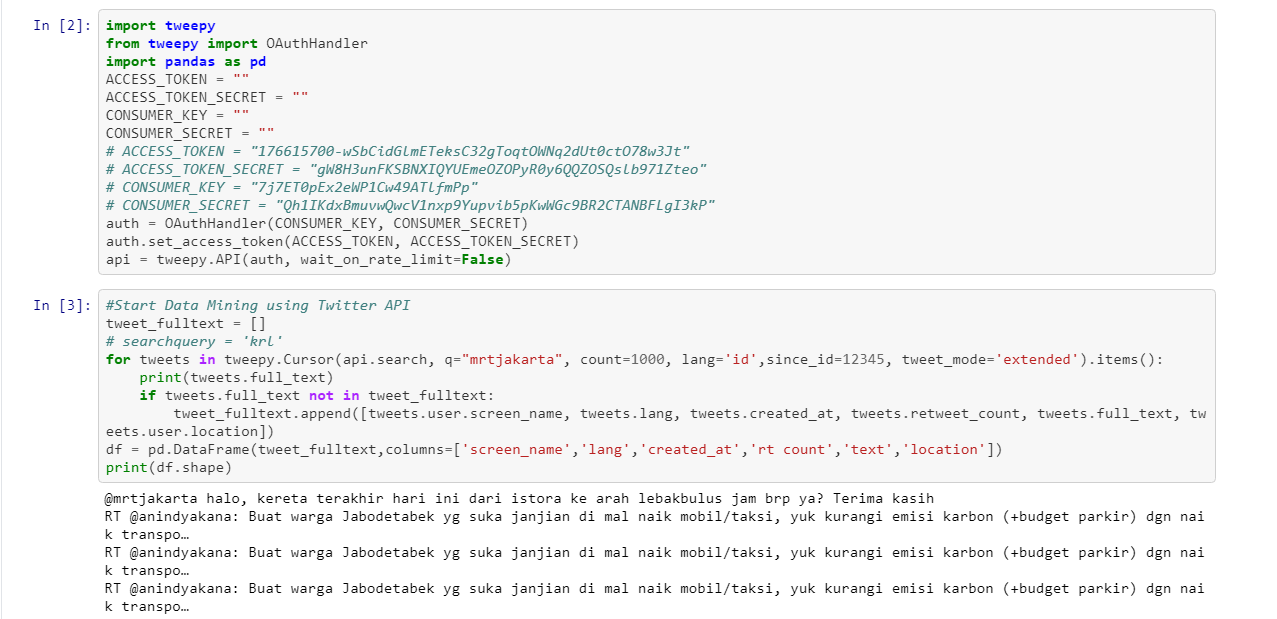 In [2]:
import tweepy
from tweepy import OAuthHandler
import pandas as pd
ACCESS_TOKEN = ""
ACCESS_TOKEN_SECRET = ""
CONSUMER_KEY = ""
CONSUMER_SECRET = ""
# ACCESS_TOKEN = "176615700-wSbCidGlmETeksC32gToqtOWNq2dUt0ctO78w3Jt"
# ACCESS_TOKEN_SECRET = "gW8H3unFKSBNXIQYUEmeOZOPyR0y6QQZOSQslb971Zteo"
# CONSUMER_KEY = "7j7ET0pEx2eWP1Cw49ATlfmPp"
# CONSUMER_SECRET = "Qh1IKdxBmuvwQwcV1nxp9Yupvib5pKwWGc9BR2CTANBFLgI3kP"
auth = OAuthHandler(CONSUMER_KEY, CONSUMER_SECRET)
auth.set_access_token(ACCESS_TOKEN, ACCESS_TOKEN_SECRET)
api = tweepy.API(auth, wait_on_rate_limit=False)
In [3]:
#Start Data Mining using Twitter API
tweet_fulltext = []
# searchquery = 'krl'
for tweets in tweepy.Cursor(api.search, q="mrtjakarta", count=1000, lang='id',since_id=12345, tweet_mode='extended').items():
    print(tweets.full_text)
    if tweets.full_text not in tweet_fulltext:
        tweet_fulltext.append([tweets.user.screen_name, tweets.lang, tweets.created_at, tweets.retweet_count, tweets.full_text, tw
eets.user.location])
df = pd.DataFrame(tweet_fulltext,columns=['screen_name','lang','created_at','rt count','text','location'])
print(df.shape)
@mrtjakarta halo, kereta terakhir hari ini dari istora ke arah lebakbulus jam brp ya? Terima kasih
RT @anindyakana: Buat warga Jabodetabek yg suka janjian di mal naik mobil/taksi, yuk kurangi emisi karbon (+budget parkir) dgn nai
k transpo…
RT @anindyakana: Buat warga Jabodetabek yg suka janjian di mal naik mobil/taksi, yuk kurangi emisi karbon (+budget parkir) dgn nai
k transpo…
RT @anindyakana: Buat warga Jabodetabek yg suka janjian di mal naik mobil/taksi, yuk kurangi emisi karbon (+budget parkir) dgn nai
k transpo…